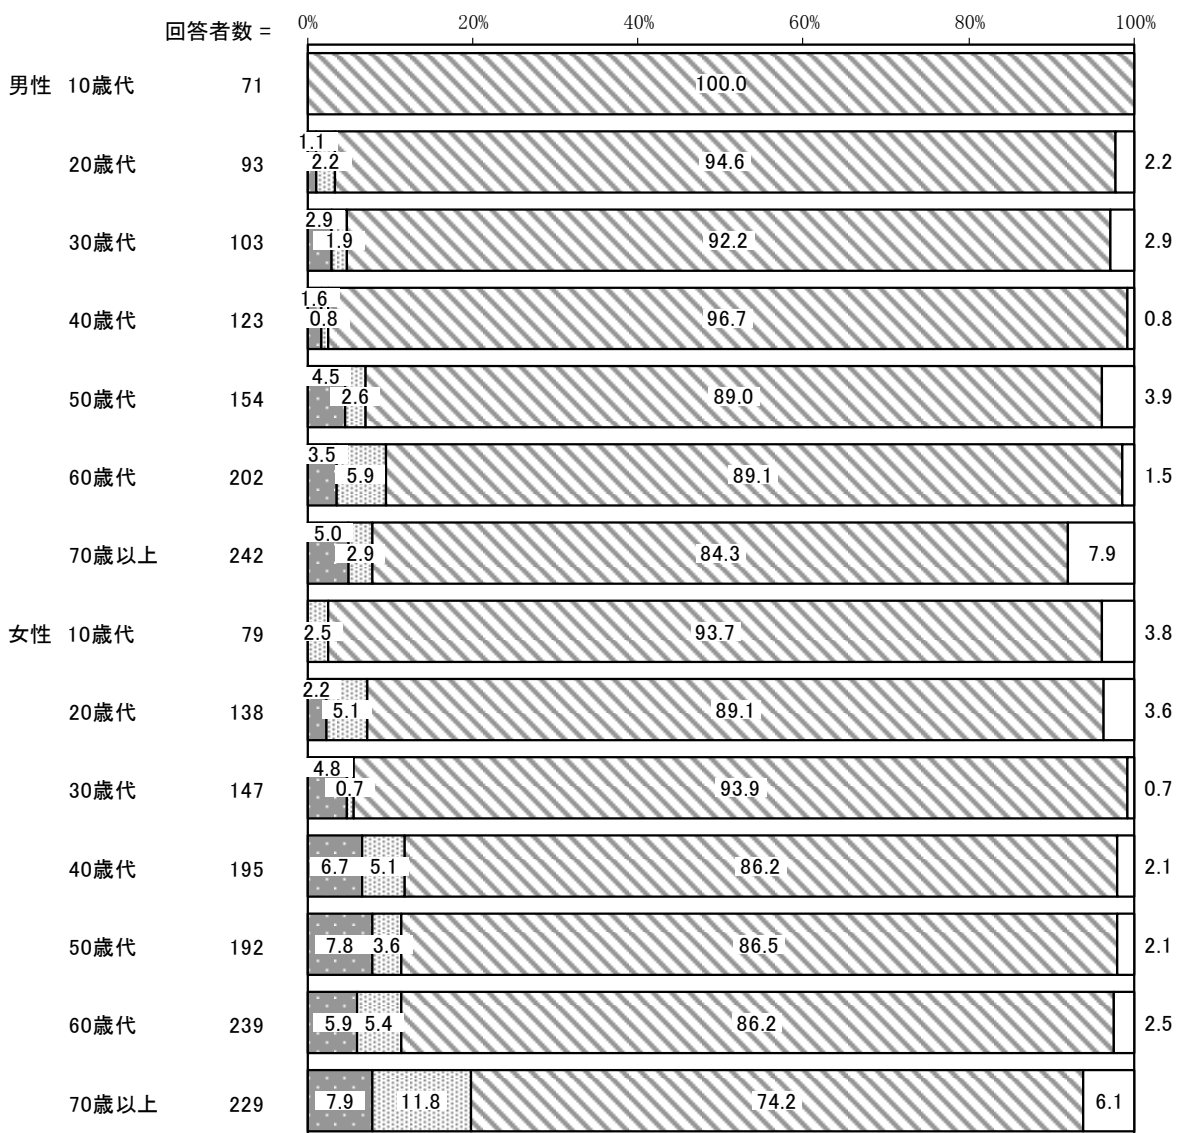 0% 20% 40% 60% 80% 100%
回答者数 =
男性 10歳代 71 100.0
20歳代 93 1.1 2.2 94.6 2.2
30歳代 103 2.9 1.9 92.2 2.9
40歳代 123 1.6 0.8 96.7 0.8
50歳代 154 4.5 2.6 89.0 3.9
60歳代 202 3.5 5.9 89.1 1.5
70歳以上 242 5.0 2.9 84.3 7.9
女性 10歳代 79 2.5 93.7 3.8
20歳代 138 2.2 5.1 89.1 3.6
30歳代 147 4.8 0.7 93.9 0.7
40歳代 195 6.7 5.1 86.2 2.1
50歳代 192 7.8 3.6 86.5 2.1
60歳代 239 5.9 5.4 86.2 2.5
70歳以上 229 7.9 11.8 74.2 6.1